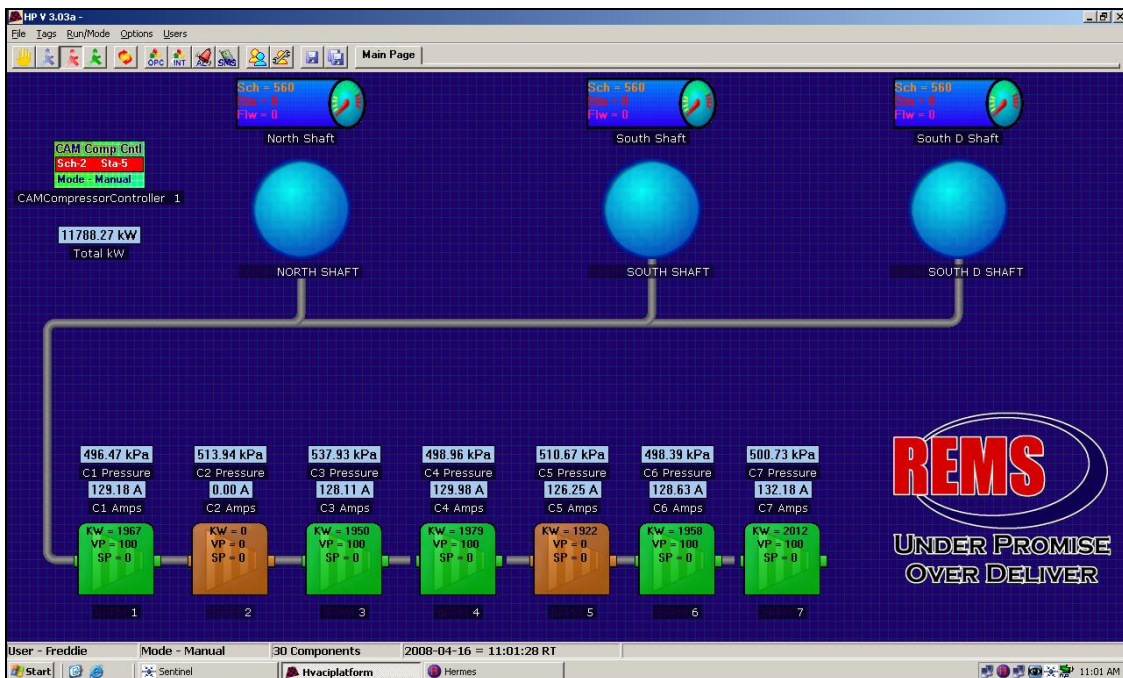 HP V 3.03a -
File Tags Run/Mode Options Users
OPC INT SMS Main Page
Sch = 560 Sch = 560 Sch = 560
Sta = 0 Sta = 0 Sta = 0
Flw = 0 Flw = 0 Flw = 0
North Shaft South Shaft South D Shaft
CAM Comp Cntl
Sch-2 Sta-5
Mode - Manual
CAMCompressorController 1
11788.27 kW
Total kW
NORTH SHAFT SOUTH SHAFT SOUTH D SHAFT
496.47 kPa 513.94 kPa 537.93 kPa 498.96 kPa 510.67 kPa 498.39 kPa 500.73 kPa
C1 Pressure C2 Pressure C3 Pressure C4 Pressure C5 Pressure C6 Pressure C7 Pressure
129.18 A 0.00 A 128.11 A 129.98 A 126.25 A 128.63 A 132.18 A
C1 Amps C2 Amps C3 Amps C4 Amps C5 Amps C6 Amps C7 Amps
KW = 1967 KW = 0 KW = 1950 KW = 1979 KW = 1922 KW = 1958 KW = 2012
VP = 100 VP = 0 VP = 100 VP = 100 VP = 100 VP = 100 VP = 100
SP = 0 SP = 0 SP = 0 SP = 0 SP = 0 SP = 0 SP = 0
1 2 3 4 5 6 7
REMS
UNDER PROMISE
OVER DELIVER
User - Freddie Mode - Manual 30 Components 2008-04-16 = 11:01:28 RT
Start Sentinel Hvaciplatform Hermes 11:01 AM